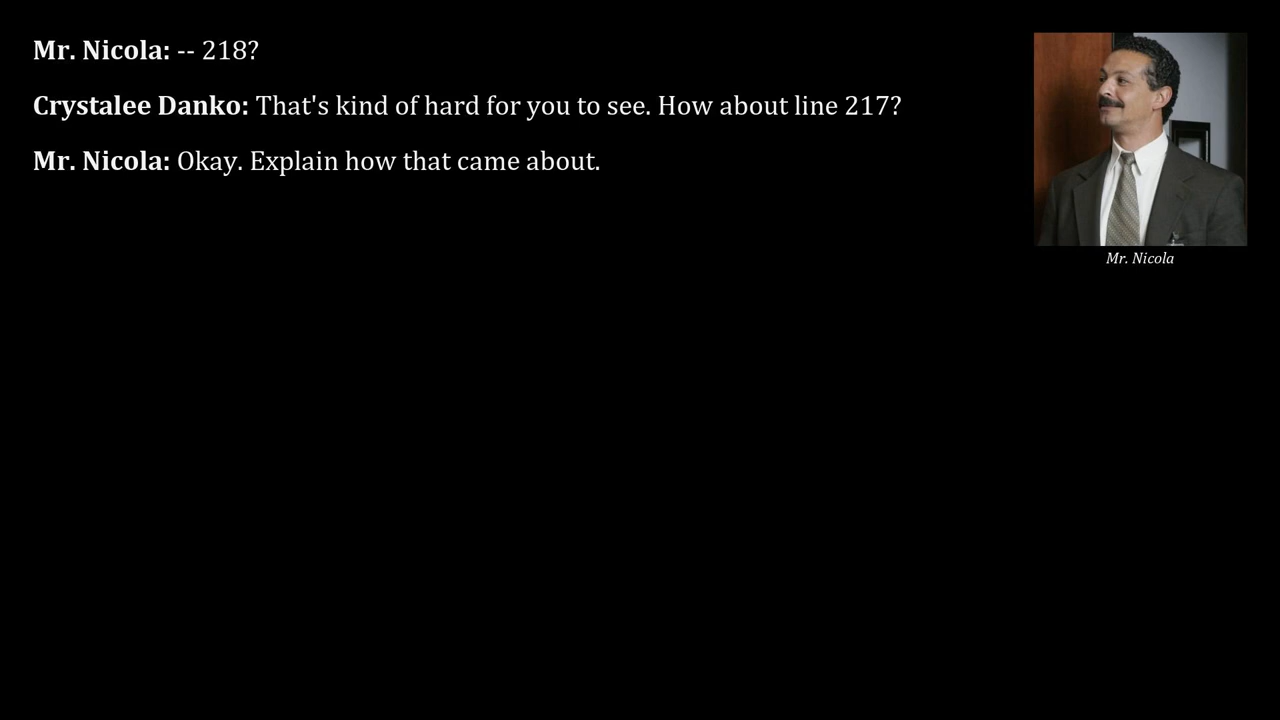 Mr. Nicola: -- 218?
Crystalee Danko: That's kind of hard for you to see. How about line 217?
Mr. Nicola: Okay. Explain how that came about.
Mr. Nicola